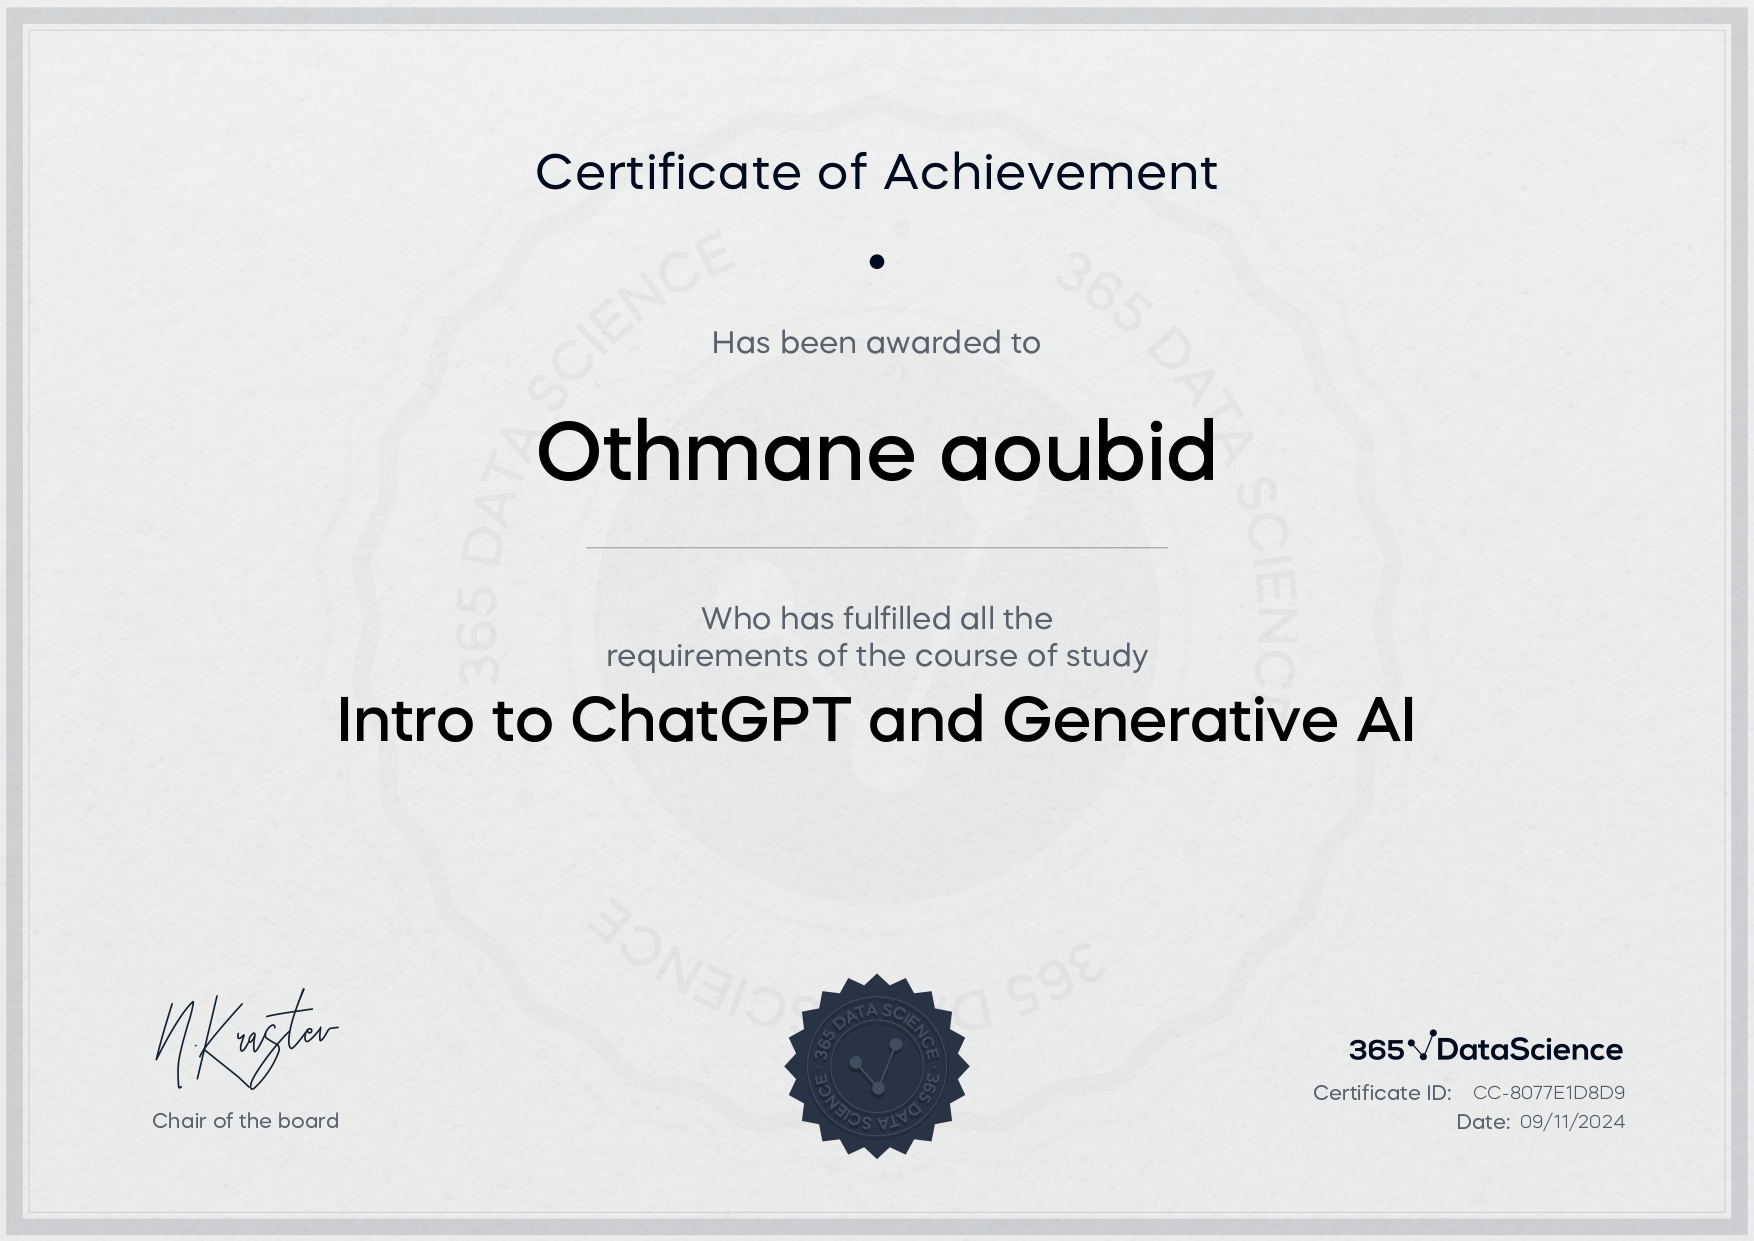 Certificate of Achievement
Has been awarded to
Othmane aoubid
Who has fulfilled all the
requirements of the course of study
Intro to ChatGPT and Generative AI
N.Krastev
Chair of the board
365 DATA SCIENCE · 365 DATA SCIENCE · 365 DATA SCIENCE ·
365 DataScience
Certificate ID: CC-8077E1D8D9
Date: 09/11/2024
365 DATA SCIENCE
365 DATA SCIENCE
365 DATA SCIENCE